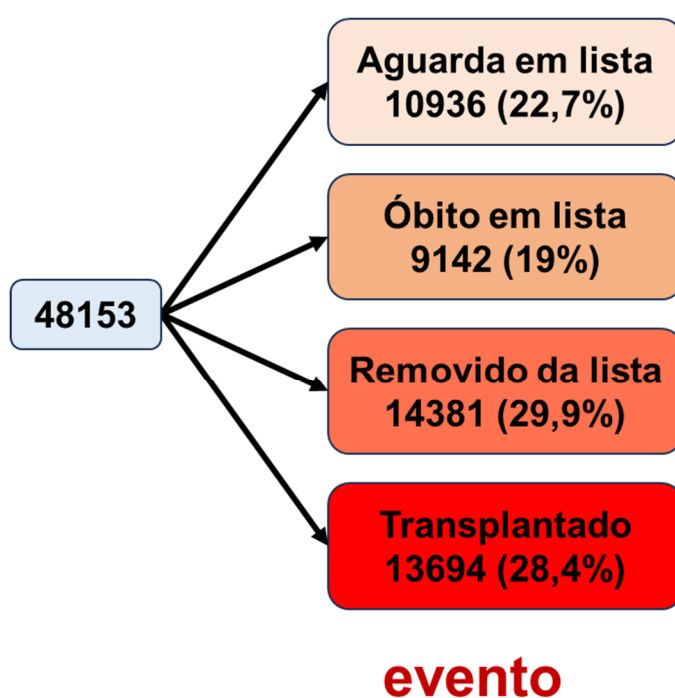 48153
Aguarda em lista
10936 (22,7%)
Óbito em lista
9142 (19%)
Removido da lista
14381 (29,9%)
Transplantado
13694 (28,4%)
evento